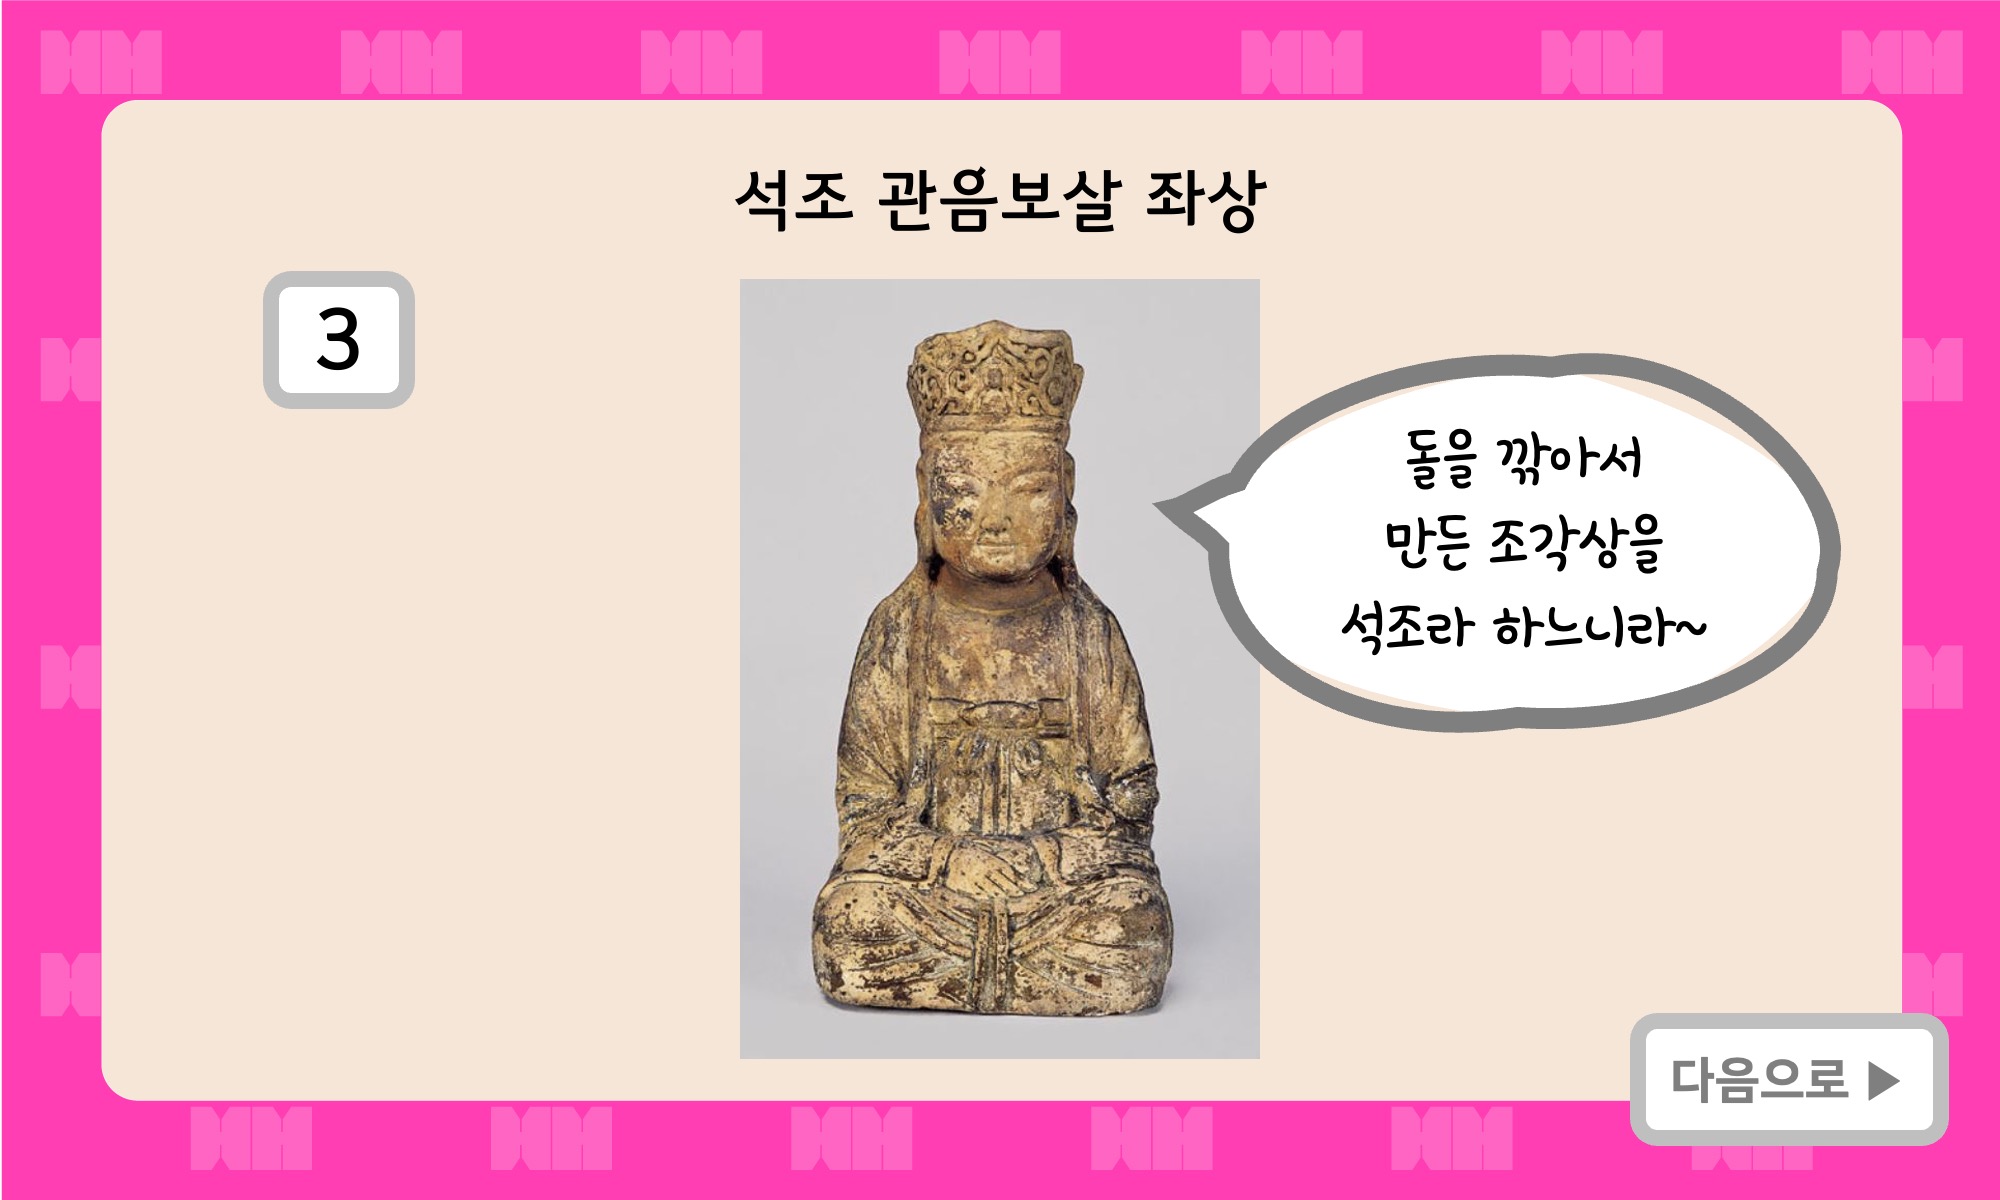 석조 관음보살 좌상
3
돌을 깎아서
만든 조각상을
석조라 하느니라~
다음으로 ▶